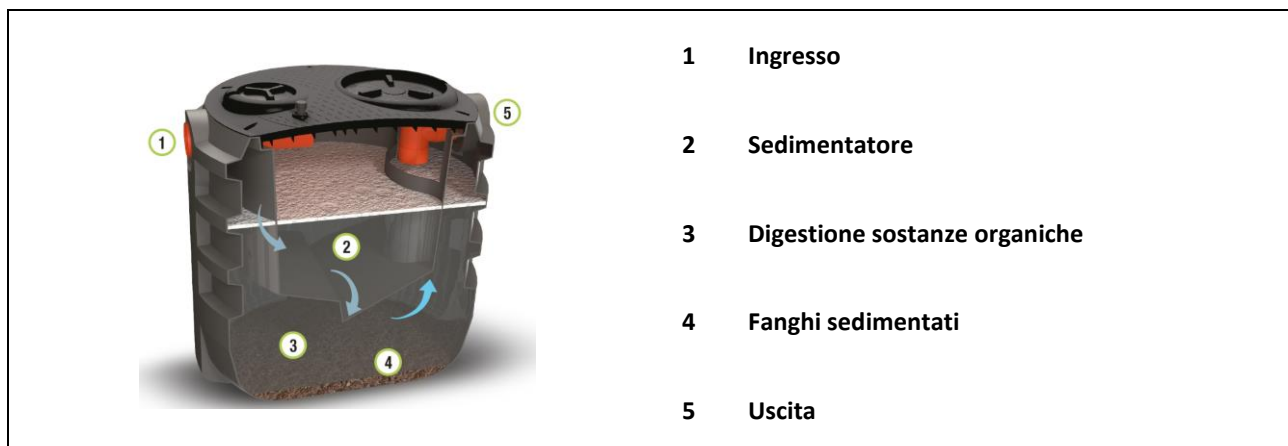 1 Ingresso
2 Sedimentatore
3 Digestione sostanze organiche
4 Fanghi sedimentati
5 Uscita
1
5
2
3
4